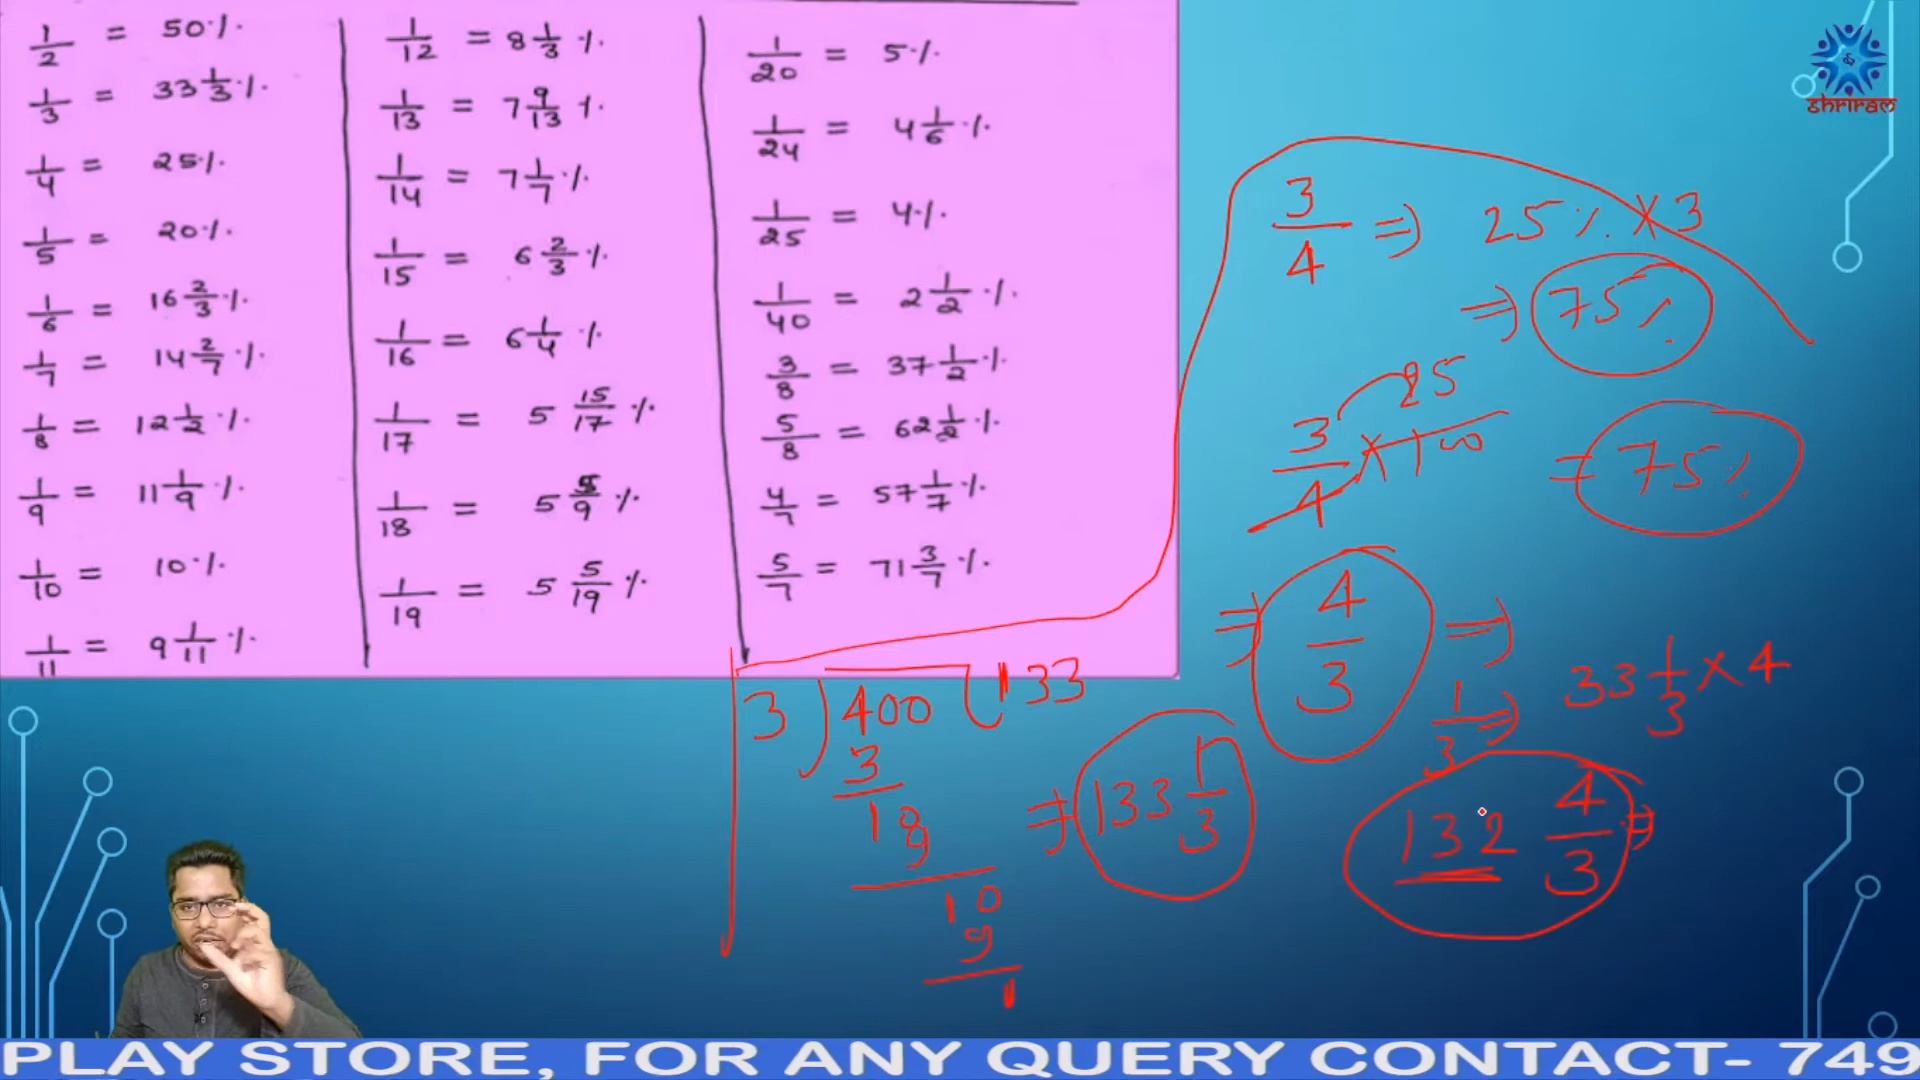 1/2 = 50%
1/3 = 33 1/3 %
1/4 = 25%
1/5 = 20%
1/6 = 16 2/3 %
1/7 = 14 2/7 %
1/8 = 12 1/2 %
1/9 = 11 1/9 %
1/10 = 10%
1/11 = 9 1/11 %
1/12 = 8 1/3 %
1/13 = 7 9/13 %
1/14 = 7 1/7 %
1/15 = 6 2/3 %
1/16 = 6 1/4 %
1/17 = 5 15/17 %
1/18 = 5 5/9 %
1/19 = 5 5/19 %
1/20 = 5%
1/24 = 4 1/6 %
1/25 = 4%
1/40 = 2 1/2 %
3/8 = 37 1/2 %
5/8 = 62 1/2 %
4/7 = 57 1/7 %
5/7 = 71 3/7 %
Shriram
3/4 ⇒ 25% × 3
⇒ 75%
25
3/4 × 100 = 75%
⇒ 4/3 ⇒
1/3 ⇒ 33 1/3 × 4
132 4/3 ⇒
3 ) 400 ( 133
3
10
9
10
9
1
⇒ 133 1/3
PLAY STORE, FOR ANY QUERY CONTACT- 749